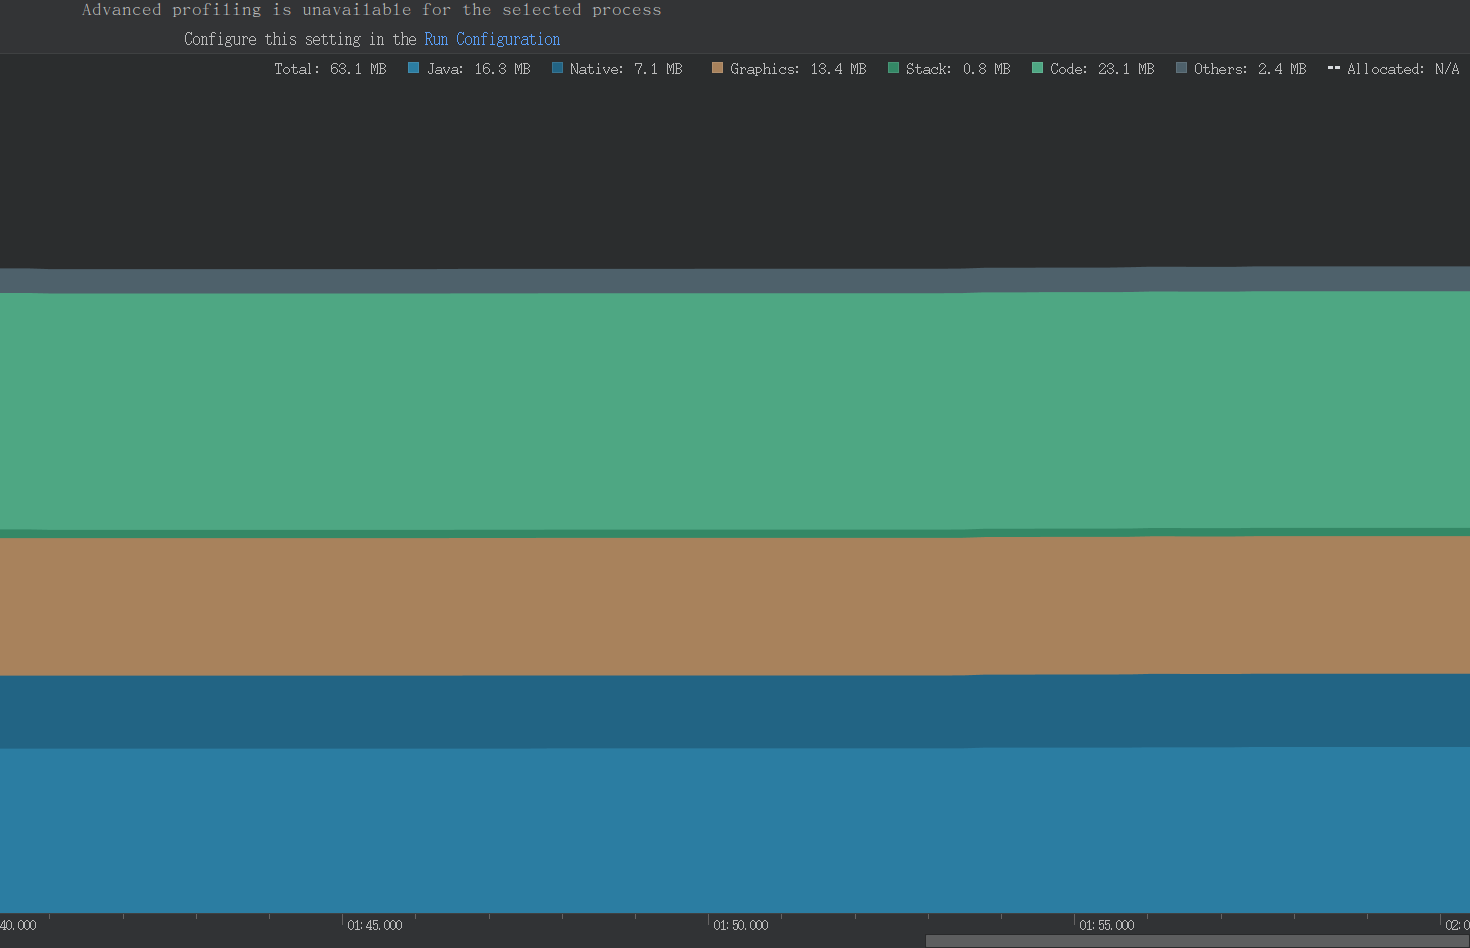 Advanced profiling is unavailable for the selected process
Configure this setting in the Run Configuration
Total: 63.1 MB Java: 16.3 MB Native: 7.1 MB Graphics: 13.4 MB Stack: 0.8 MB Code: 23.1 MB Others: 2.4 MB Allocated: N/A
40.000 01:45.000 01:50.000 01:55.000 02:0